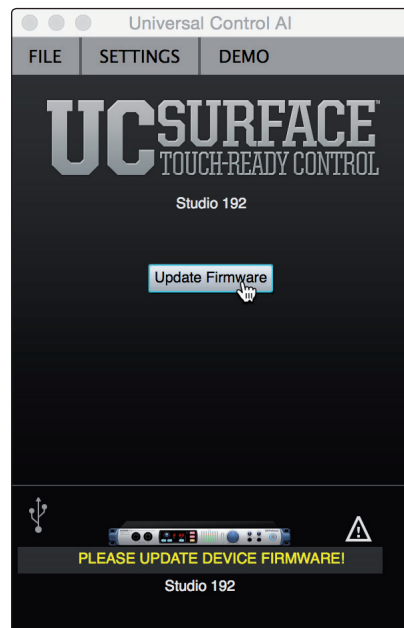 Universal Control AI
FILE SETTINGS DEMO
UC SURFACE
TOUCH-READY CONTROL
Studio 192
Update Firmware
PLEASE UPDATE DEVICE FIRMWARE!
Studio 192